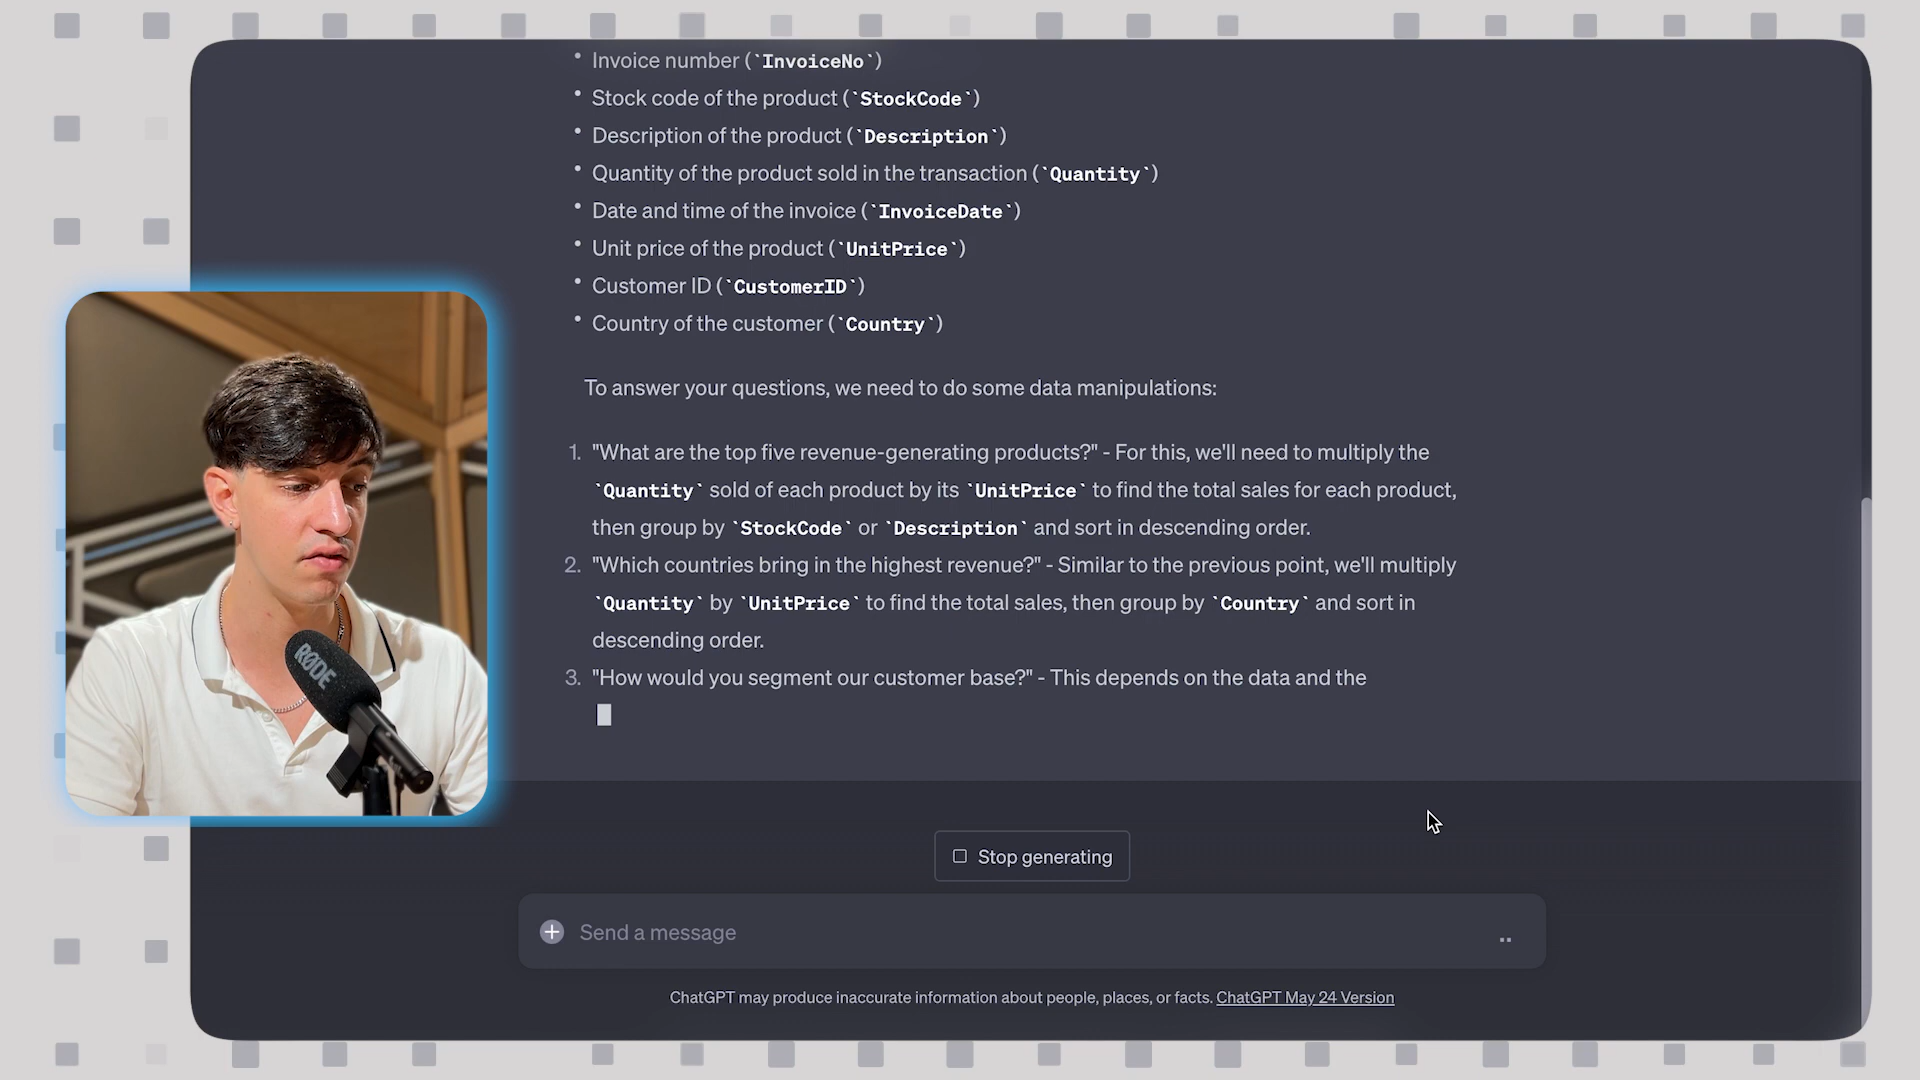 • Invoice number (`InvoiceNo`)
• Stock code of the product (`StockCode`)
• Description of the product (`Description`)
• Quantity of the product sold in the transaction (`Quantity`)
• Date and time of the invoice (`InvoiceDate`)
• Unit price of the product (`UnitPrice`)
• Customer ID (`CustomerID`)
• Country of the customer (`Country`)
To answer your questions, we need to do some data manipulations:
1. "What are the top five revenue-generating products?" - For this, we'll need to multiply the
`Quantity` sold of each product by its `UnitPrice` to find the total sales for each product,
then group by `StockCode` or `Description` and sort in descending order.
2. "Which countries bring in the highest revenue?" - Similar to the previous point, we'll multiply
`Quantity` by `UnitPrice` to find the total sales, then group by `Country` and sort in
descending order.
3. "How would you segment our customer base?" - This depends on the data and the
RØDE
Stop generating
Send a message
ChatGPT may produce inaccurate information about people, places, or facts. ChatGPT May 24 Version